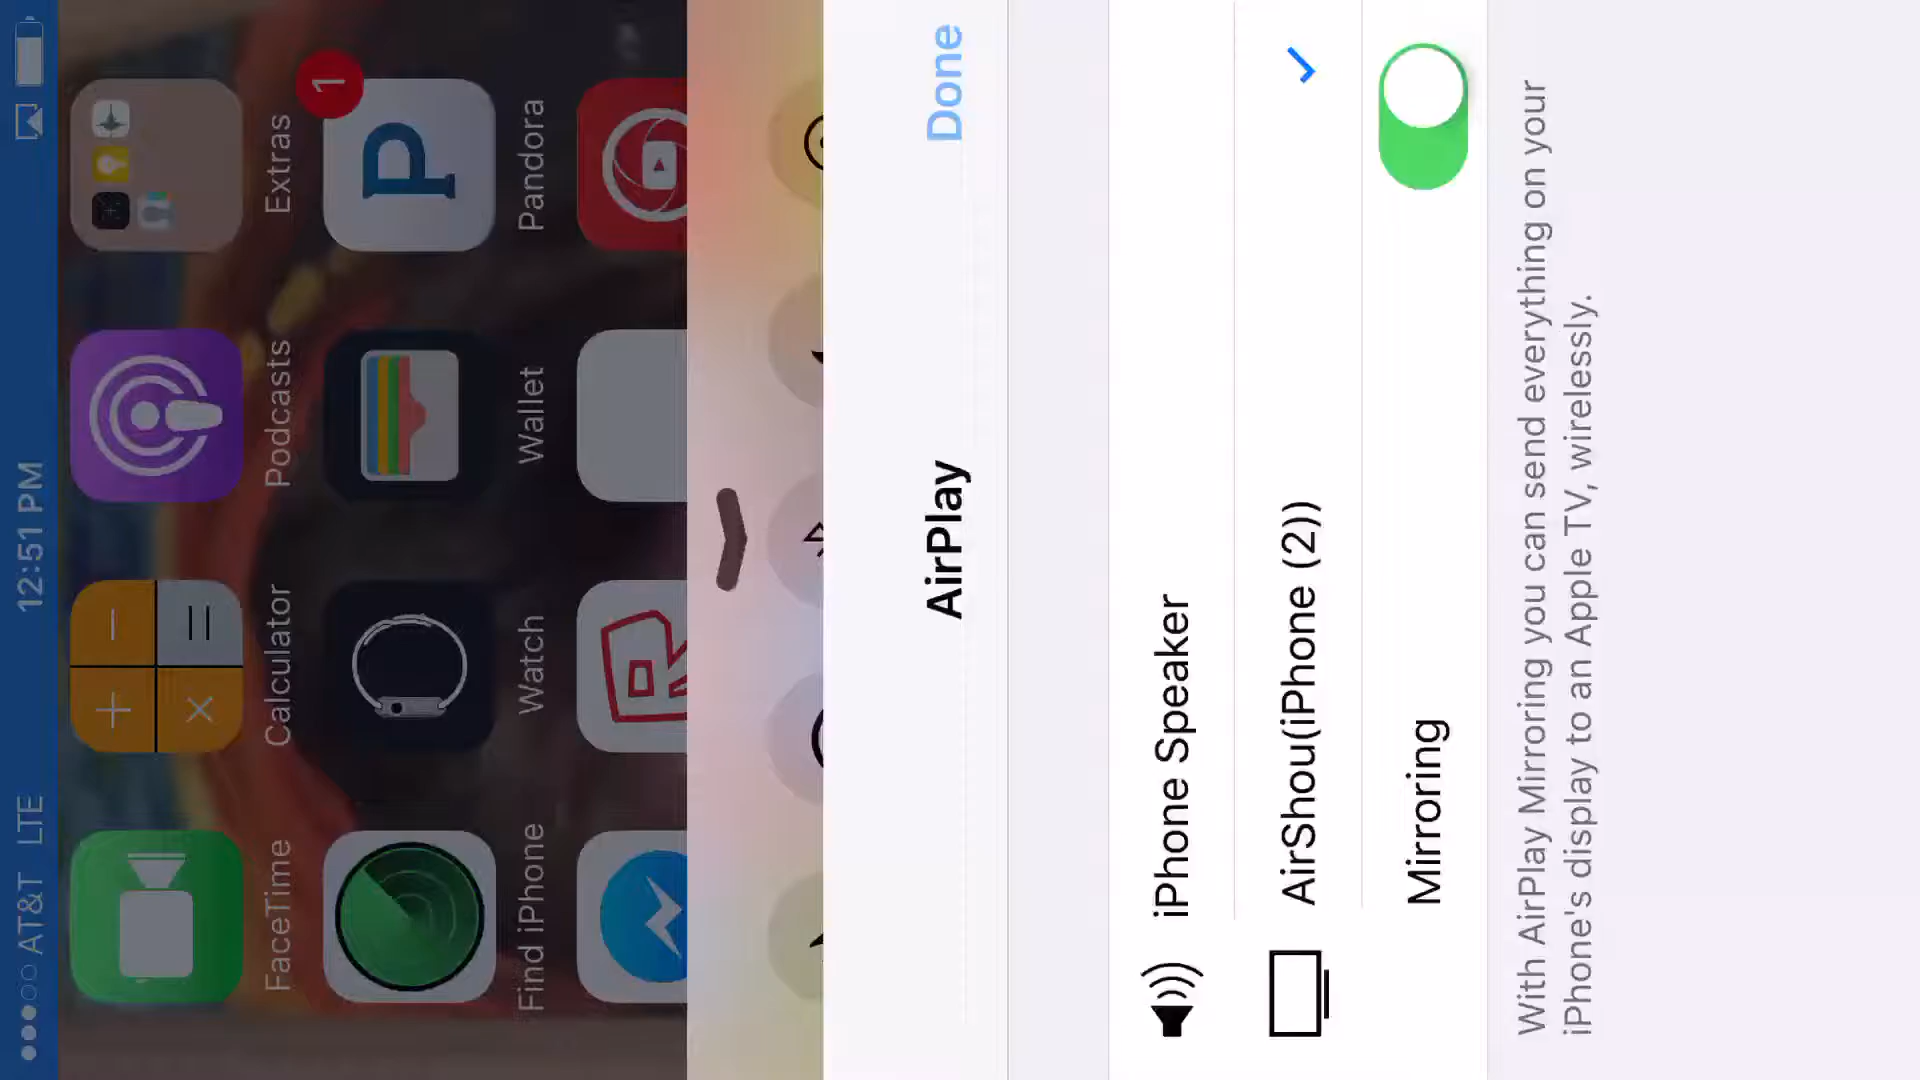 AT&T LTE 12:51 PM
FaceTime Calculator Podcasts Extras
1
P
Find iPhone Watch Wallet Pandora
AirPlay Done
iPhone Speaker
AirShou(iPhone (2))
Mirroring
With AirPlay Mirroring you can send everything on your
iPhone's display to an Apple TV, wirelessly.